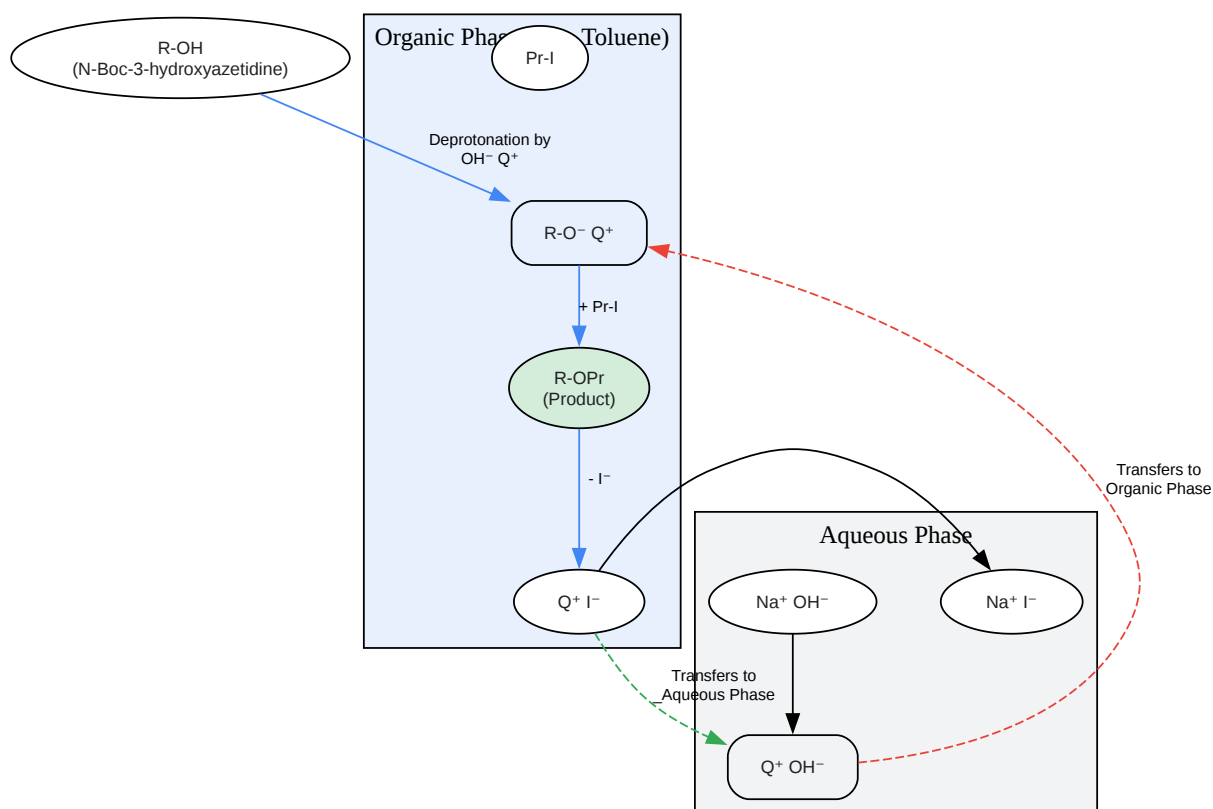 Organic Phas Toluene)
R-OH
(N-Boc-3-hydroxyazetidine)
Pr-I
Deprotonation by
OH⁻ Q⁺
R-O⁻ Q⁺
+ Pr-I
R-OPr
(Product)
- I⁻
Transfers to
Organic Phase
Aqueous Phase
Q⁺ I⁻
Na⁺ OH⁻
Na⁺ I⁻
Transfers to
_Aqueous Phase
Q⁺ OH⁻